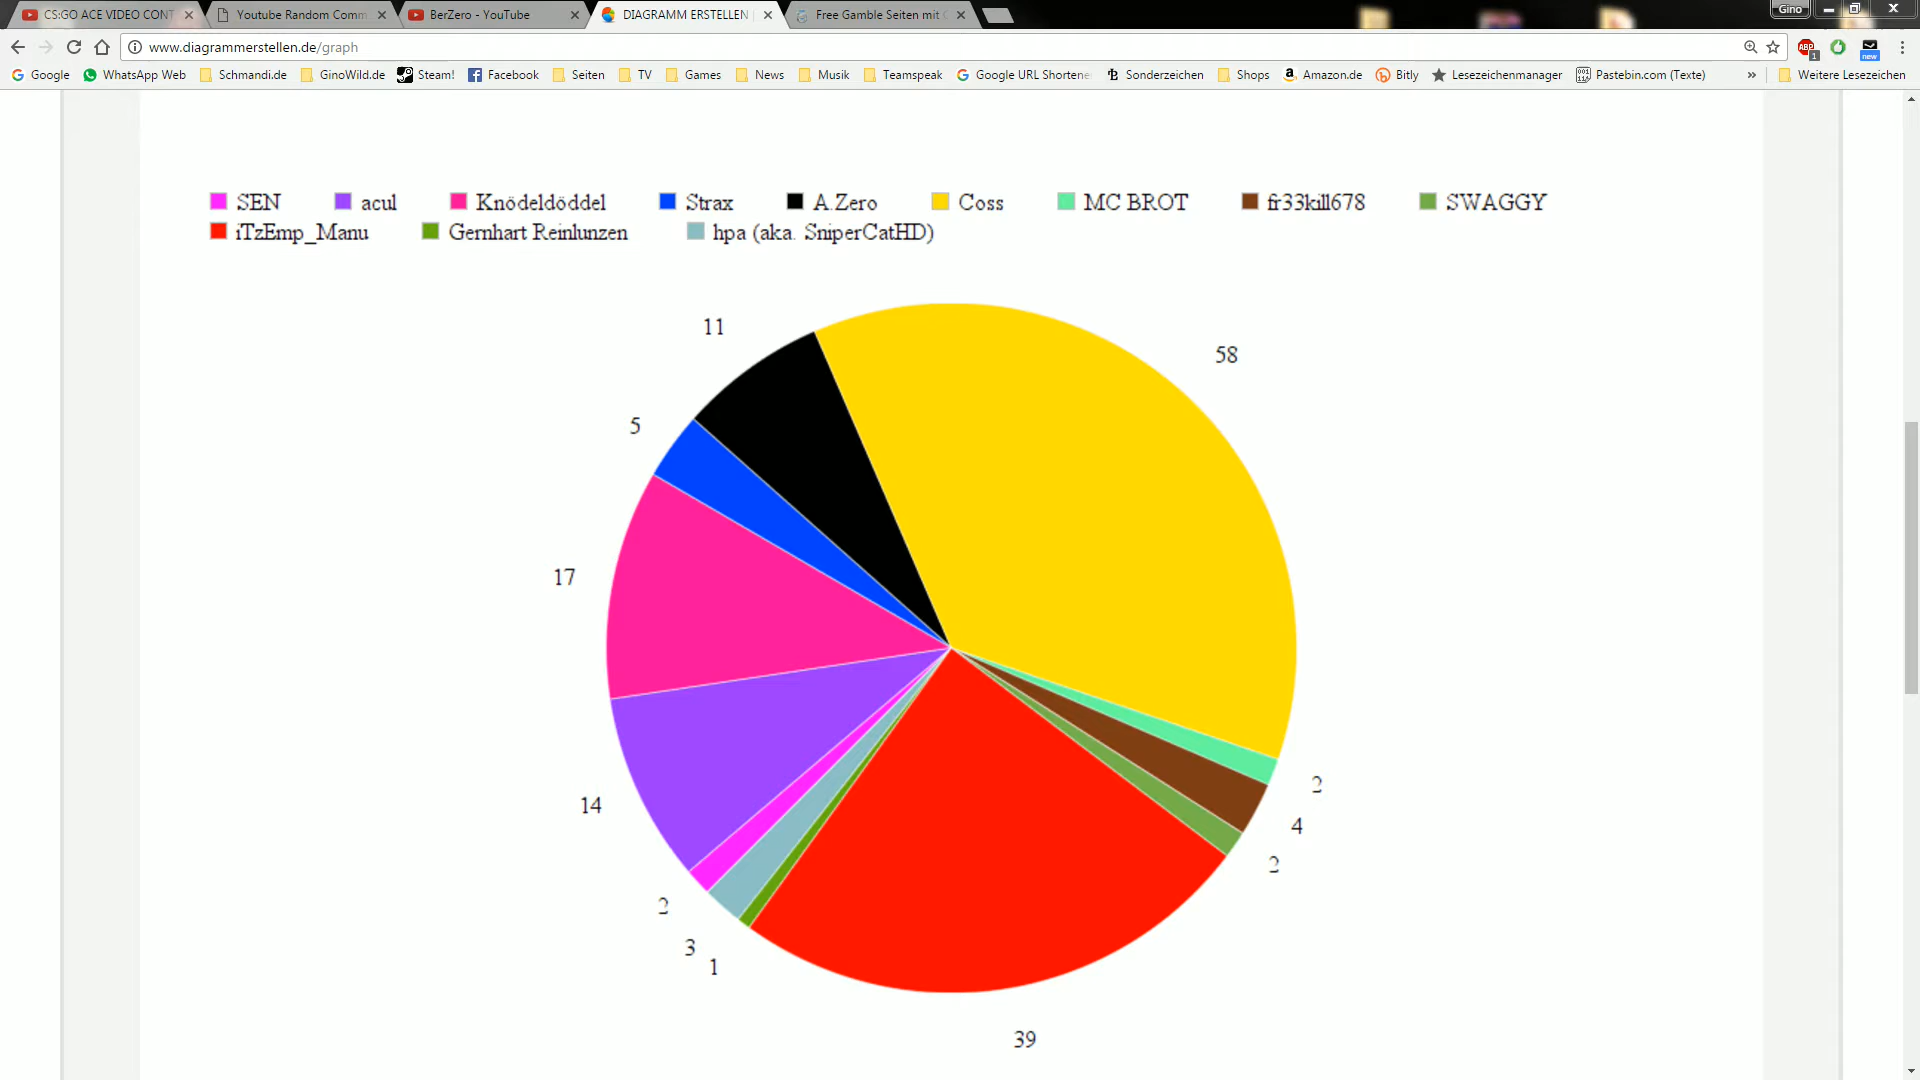 CS:GO ACE VIDEO CONT
Youtube Random Comm
BerZero - YouTube
DIAGRAMM ERSTELLEN
Free Gamble Seiten mit
Gino
www.diagrammerstellen.de/graph
ABP
1
new
Google
WhatsApp Web
Schmandi.de
GinoWild.de
Steam!
Facebook
Seiten
TV
Games
News
Musik
Teamspeak
Google URL Shortene
Sonderzeichen
Shops
Amazon.de
Bitly
Lesezeichenmanager
Pastebin.com (Texte)
»
Weitere Lesezeichen
SEN acul Knödeldöddel Strax A.Zero Coss MC BROT fr33kill678 SWAGGY
iTzEmp_Manu Gernhart Reinlunzen hpa (aka. SniperCatHD)
11
58
5
17
2
14
4
2
2
3
1
39